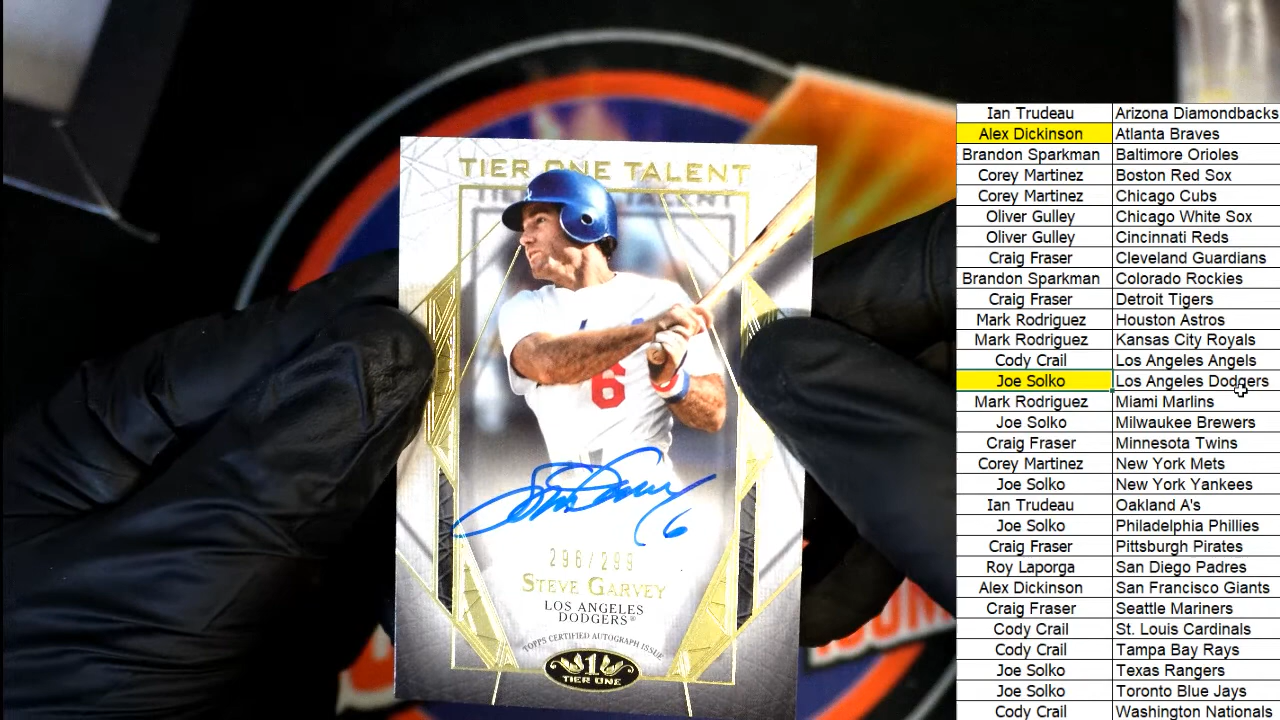 TIER ONE TALENT
6
Steve Garvey 6
296/299
STEVE GARVEY
LOS ANGELES
DODGERS®
TOPPS CERTIFIED AUTOGRAPH ISSUE
1
TIER ONE
Ian Trudeau Arizona Diamondbacks
Alex Dickinson Atlanta Braves
Brandon Sparkman Baltimore Orioles
Corey Martinez Boston Red Sox
Corey Martinez Chicago Cubs
Oliver Gulley Chicago White Sox
Oliver Gulley Cincinnati Reds
Craig Fraser Cleveland Guardians
Brandon Sparkman Colorado Rockies
Craig Fraser Detroit Tigers
Mark Rodriguez Houston Astros
Mark Rodriguez Kansas City Royals
Cody Crail Los Angeles Angels
Joe Solko Los Angeles Dodgers
Mark Rodriguez Miami Marlins
Joe Solko Milwaukee Brewers
Craig Fraser Minnesota Twins
Corey Martinez New York Mets
Joe Solko New York Yankees
Ian Trudeau Oakland A's
Joe Solko Philadelphia Phillies
Craig Fraser Pittsburgh Pirates
Roy Laporga San Diego Padres
Alex Dickinson San Francisco Giants
Craig Fraser Seattle Mariners
Cody Crail St. Louis Cardinals
Cody Crail Tampa Bay Rays
Joe Solko Texas Rangers
Joe Solko Toronto Blue Jays
Cody Crail Washington Nationals